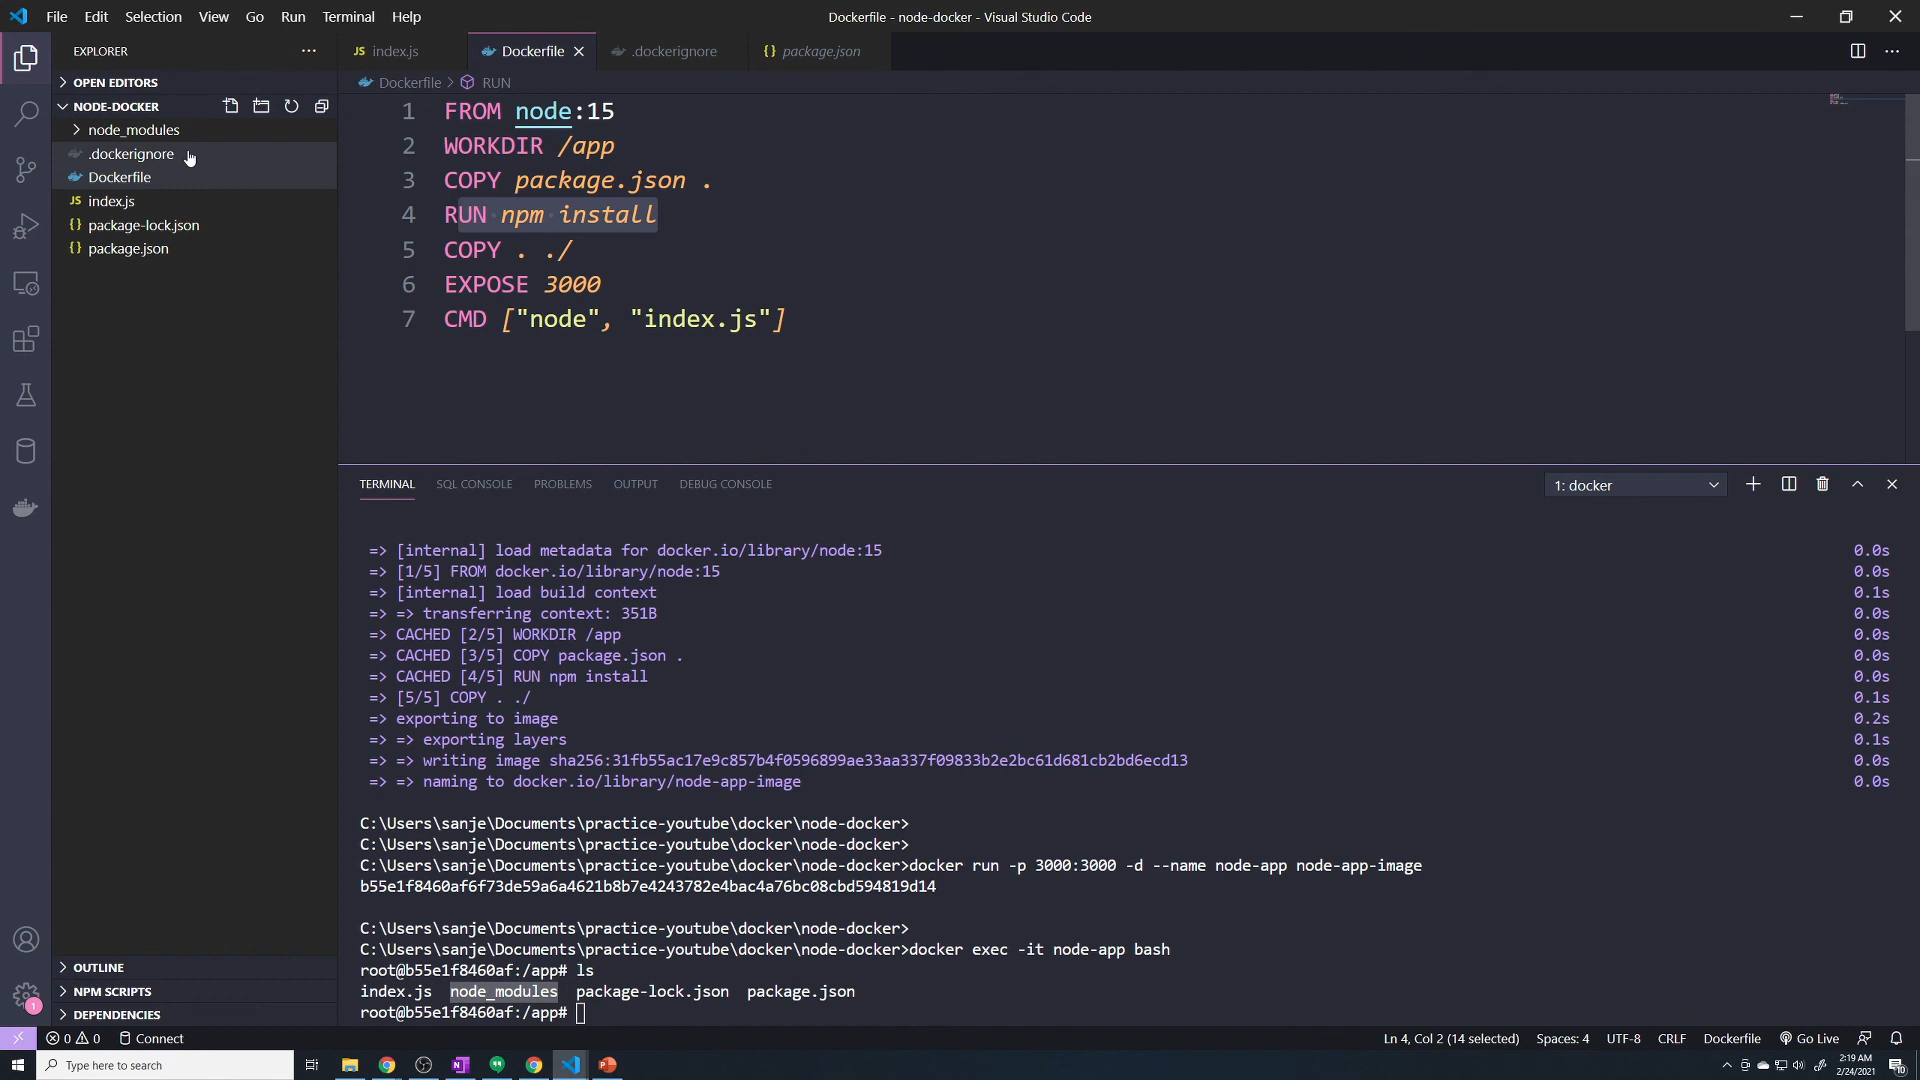 File Edit Selection View Go Run Terminal Help
Dockerfile - node-docker - Visual Studio Code
EXPLORER
JS index.js
Dockerfile
.dockerignore
{} package.json
OPEN EDITORS
Dockerfile > RUN
NODE-DOCKER
node_modules
.dockerignore
Dockerfile
JS index.js
{} package-lock.json
{} package.json
1 FROM node:15
2 WORKDIR /app
3 COPY package.json .
4 RUN npm install
5 COPY . ./
6 EXPOSE 3000
7 CMD ["node", "index.js"]
TERMINAL SQL CONSOLE PROBLEMS OUTPUT DEBUG CONSOLE
1: docker
=> [internal] load metadata for docker.io/library/node:15 0.0s
=> [1/5] FROM docker.io/library/node:15 0.0s
=> [internal] load build context 0.1s
=> => transferring context: 351B 0.0s
=> CACHED [2/5] WORKDIR /app 0.0s
=> CACHED [3/5] COPY package.json . 0.0s
=> CACHED [4/5] RUN npm install 0.0s
=> [5/5] COPY . ./ 0.1s
=> exporting to image 0.2s
=> => exporting layers 0.1s
=> => writing image sha256:31fb55ac17e9c857b4f0596899ae33aa337f09833b2e2bc61d681cb2bd6ecd13 0.0s
=> => naming to docker.io/library/node-app-image 0.0s
C:\Users\sanje\Documents\practice-youtube\docker\node-docker>
C:\Users\sanje\Documents\practice-youtube\docker\node-docker>
C:\Users\sanje\Documents\practice-youtube\docker\node-docker>docker run -p 3000:3000 -d --name node-app node-app-image
b55e1f8460af6f73de59a6a4621b8b7e4243782e4bac4a76bc08cbd594819d14
C:\Users\sanje\Documents\practice-youtube\docker\node-docker>
C:\Users\sanje\Documents\practice-youtube\docker\node-docker>docker exec -it node-app bash
root@b55e1f8460af:/app# ls
index.js node_modules package-lock.json package.json
root@b55e1f8460af:/app#
OUTLINE
NPM SCRIPTS
DEPENDENCIES
1
0 0 Connect
Ln 4, Col 2 (14 selected) Spaces: 4 UTF-8 CRLF Dockerfile Go Live
Type here to search
2:19 AM
2/24/2021
10